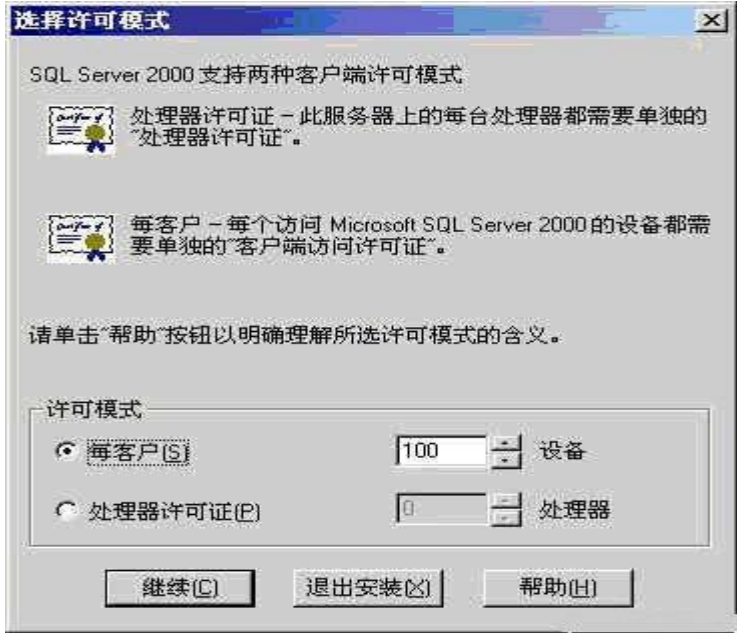 选择许可模式
SQL Server 2000 支持两种客户端许可模式
处理器许可证 - 此服务器上的每台处理器都需要单独的
"处理器许可证"。
每客户 - 每个访问 Microsoft SQL Server 2000 的设备都需
要单独的"客户端访问许可证"。
请单击"帮助"按钮以明确理解所选许可模式的含义。
许可模式
每客户(S) 100 设备
处理器许可证(P) 0 处理器
继续(C) 退出安装(X) 帮助(H)